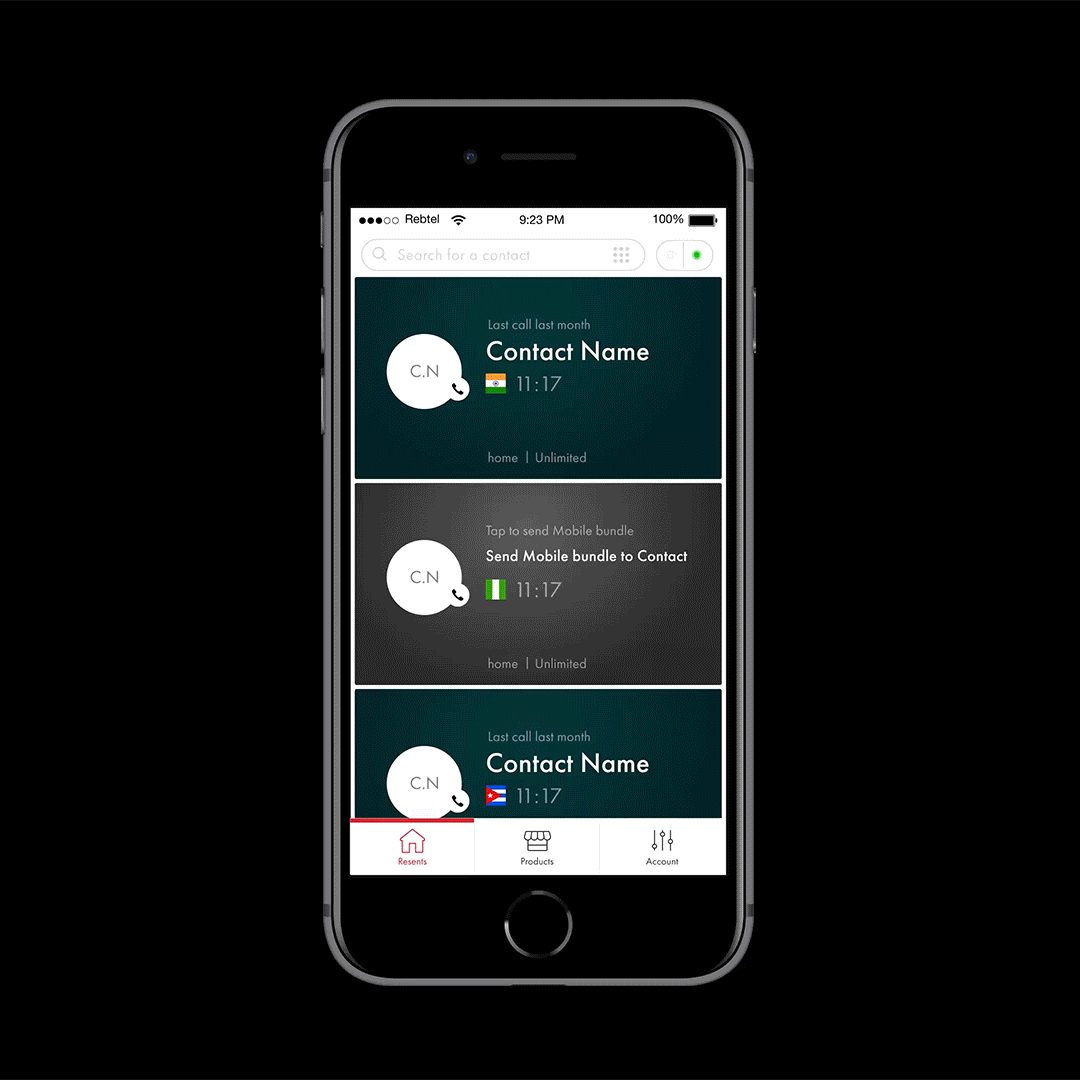 Rebtel 9:23 PM 100%
Search for a contact
Last call last month
Contact Name
C.N
11:17
home | Unlimited
Tap to send Mobile bundle
Send Mobile bundle to Contact
C.N
11:17
home | Unlimited
Last call last month
Contact Name
C.N
11:17
Resents Products Account